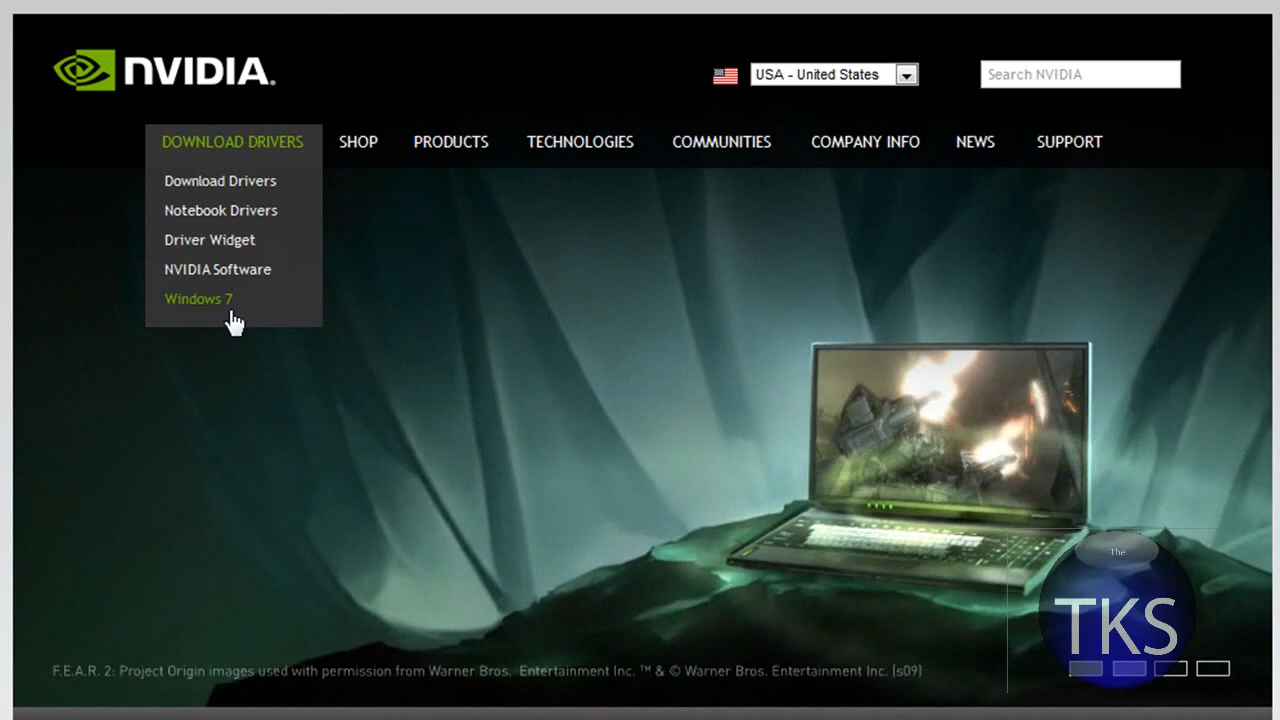 NVIDIA.
USA - United States
Search NVIDIA
DOWNLOAD DRIVERS SHOP PRODUCTS TECHNOLOGIES COMMUNITIES COMPANY INFO NEWS SUPPORT
Download Drivers
Notebook Drivers
Driver Widget
NVIDIA Software
Windows 7
The
TKS
F.E.A.R. 2: Project Origin images used with permission from Warner Bros. Entertainment Inc. ™ & © Warner Bros. Entertainment Inc. (s09)